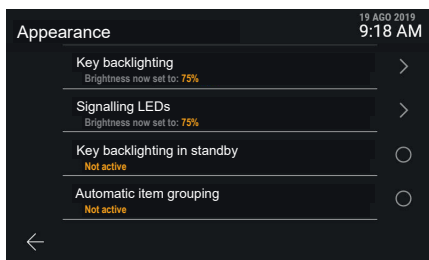 19 AGO 2019
Appearance
9:18 AM
Key backlighting
Brightness now set to: 75%
Signalling LEDs
Brightness now set to: 75%
Key backlighting in standby
Not active
Automatic item grouping
Not active